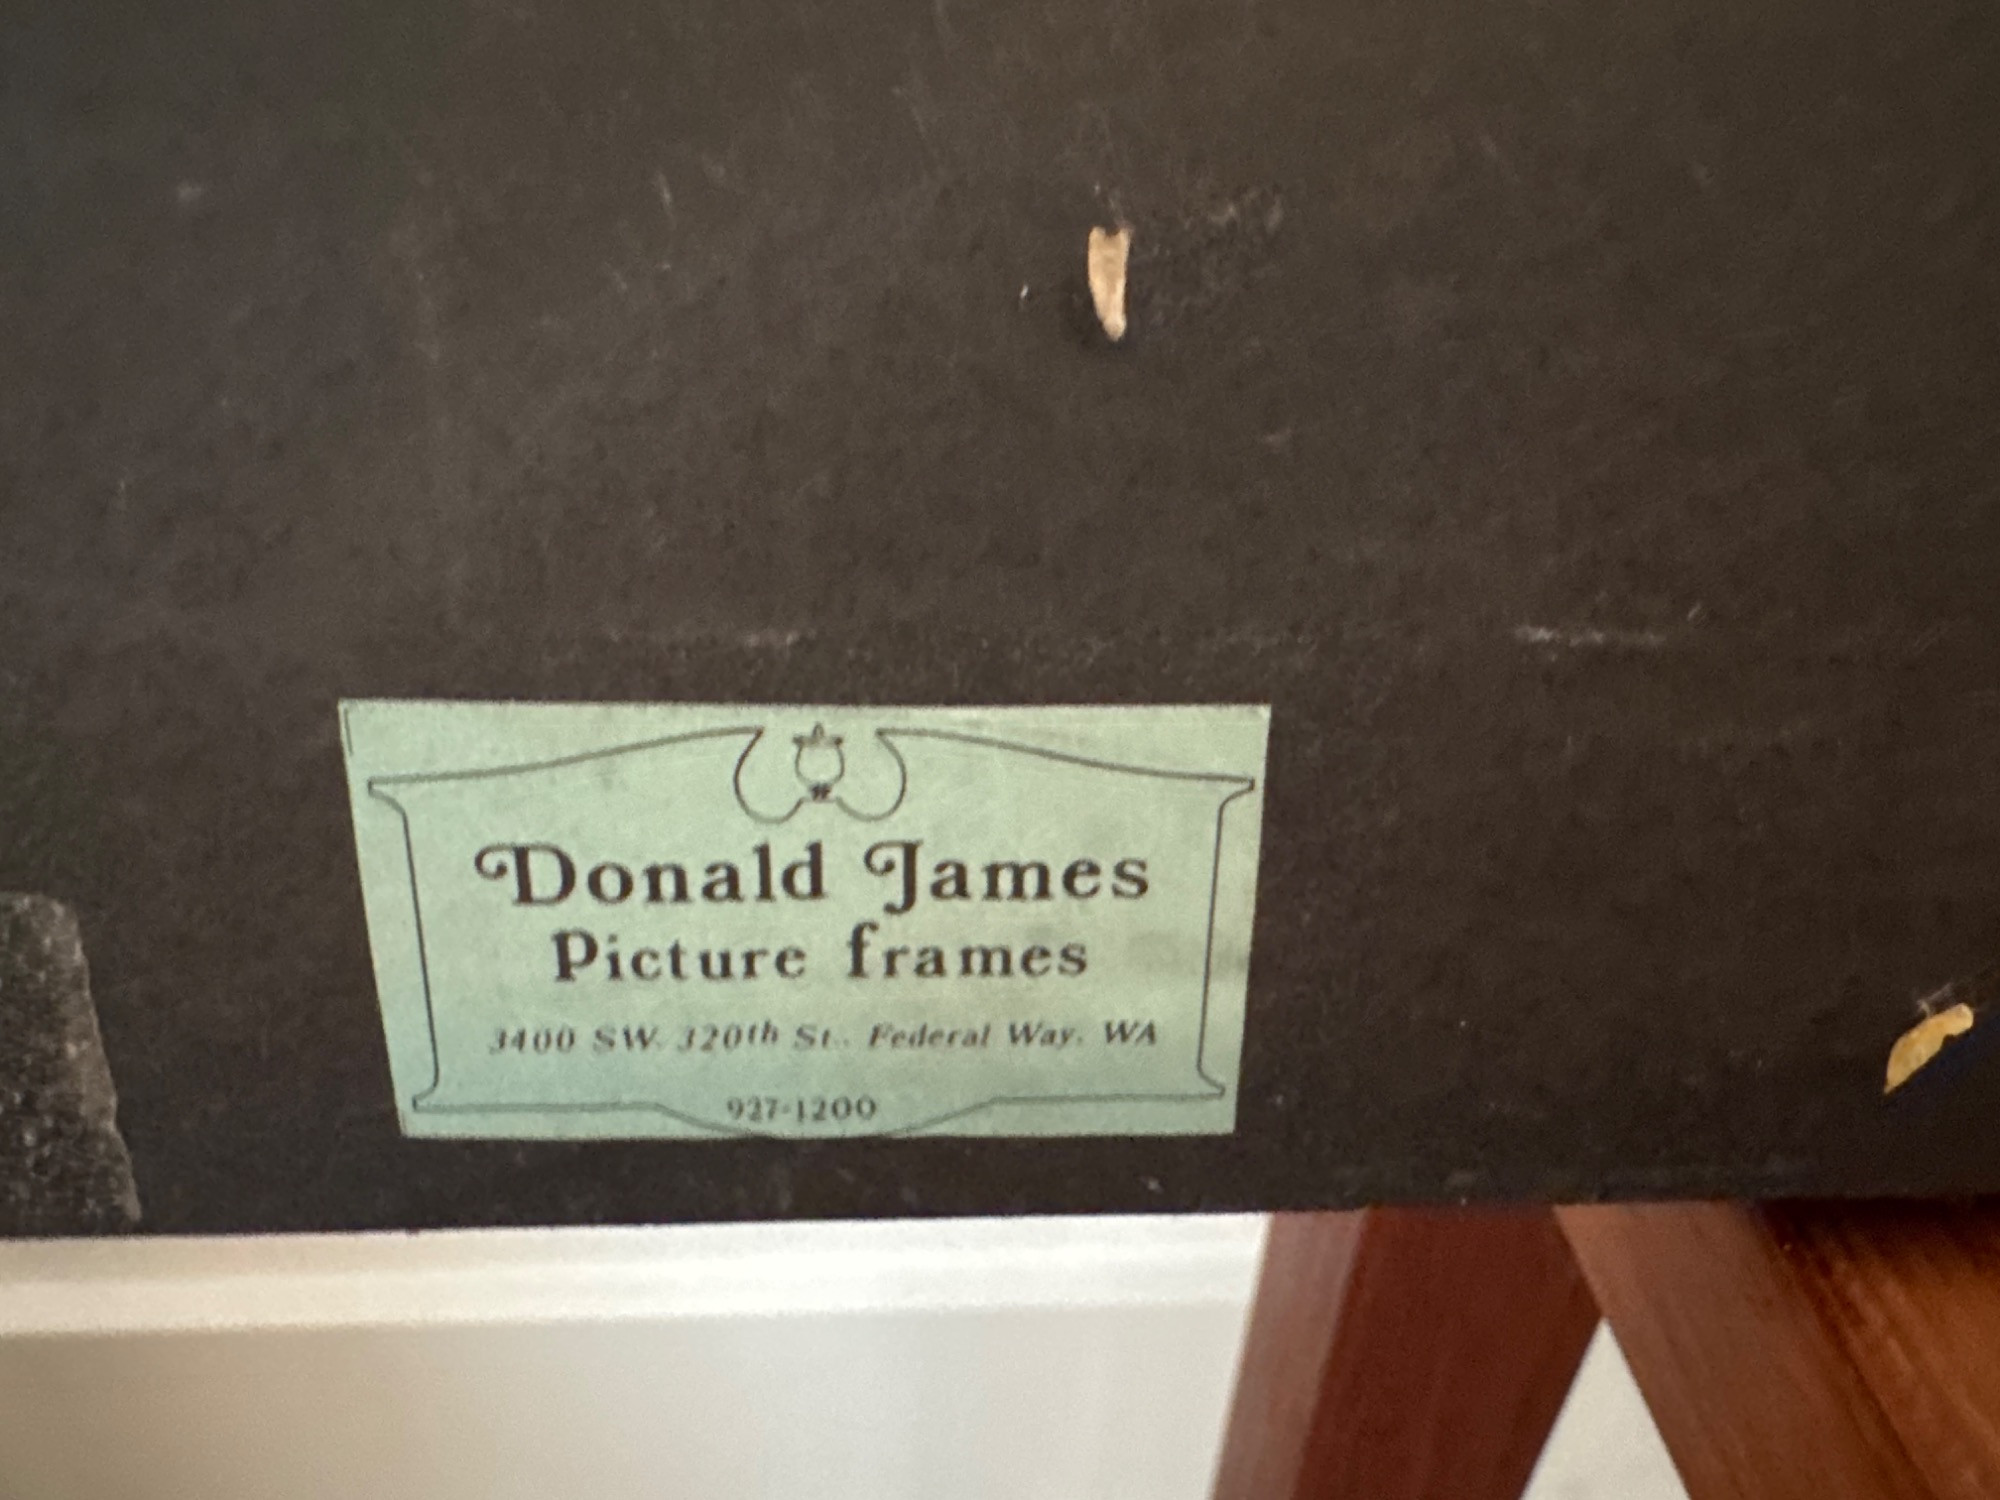 Donald James
Picture frames
3400 SW. 320th St., Federal Way, WA
927-1200